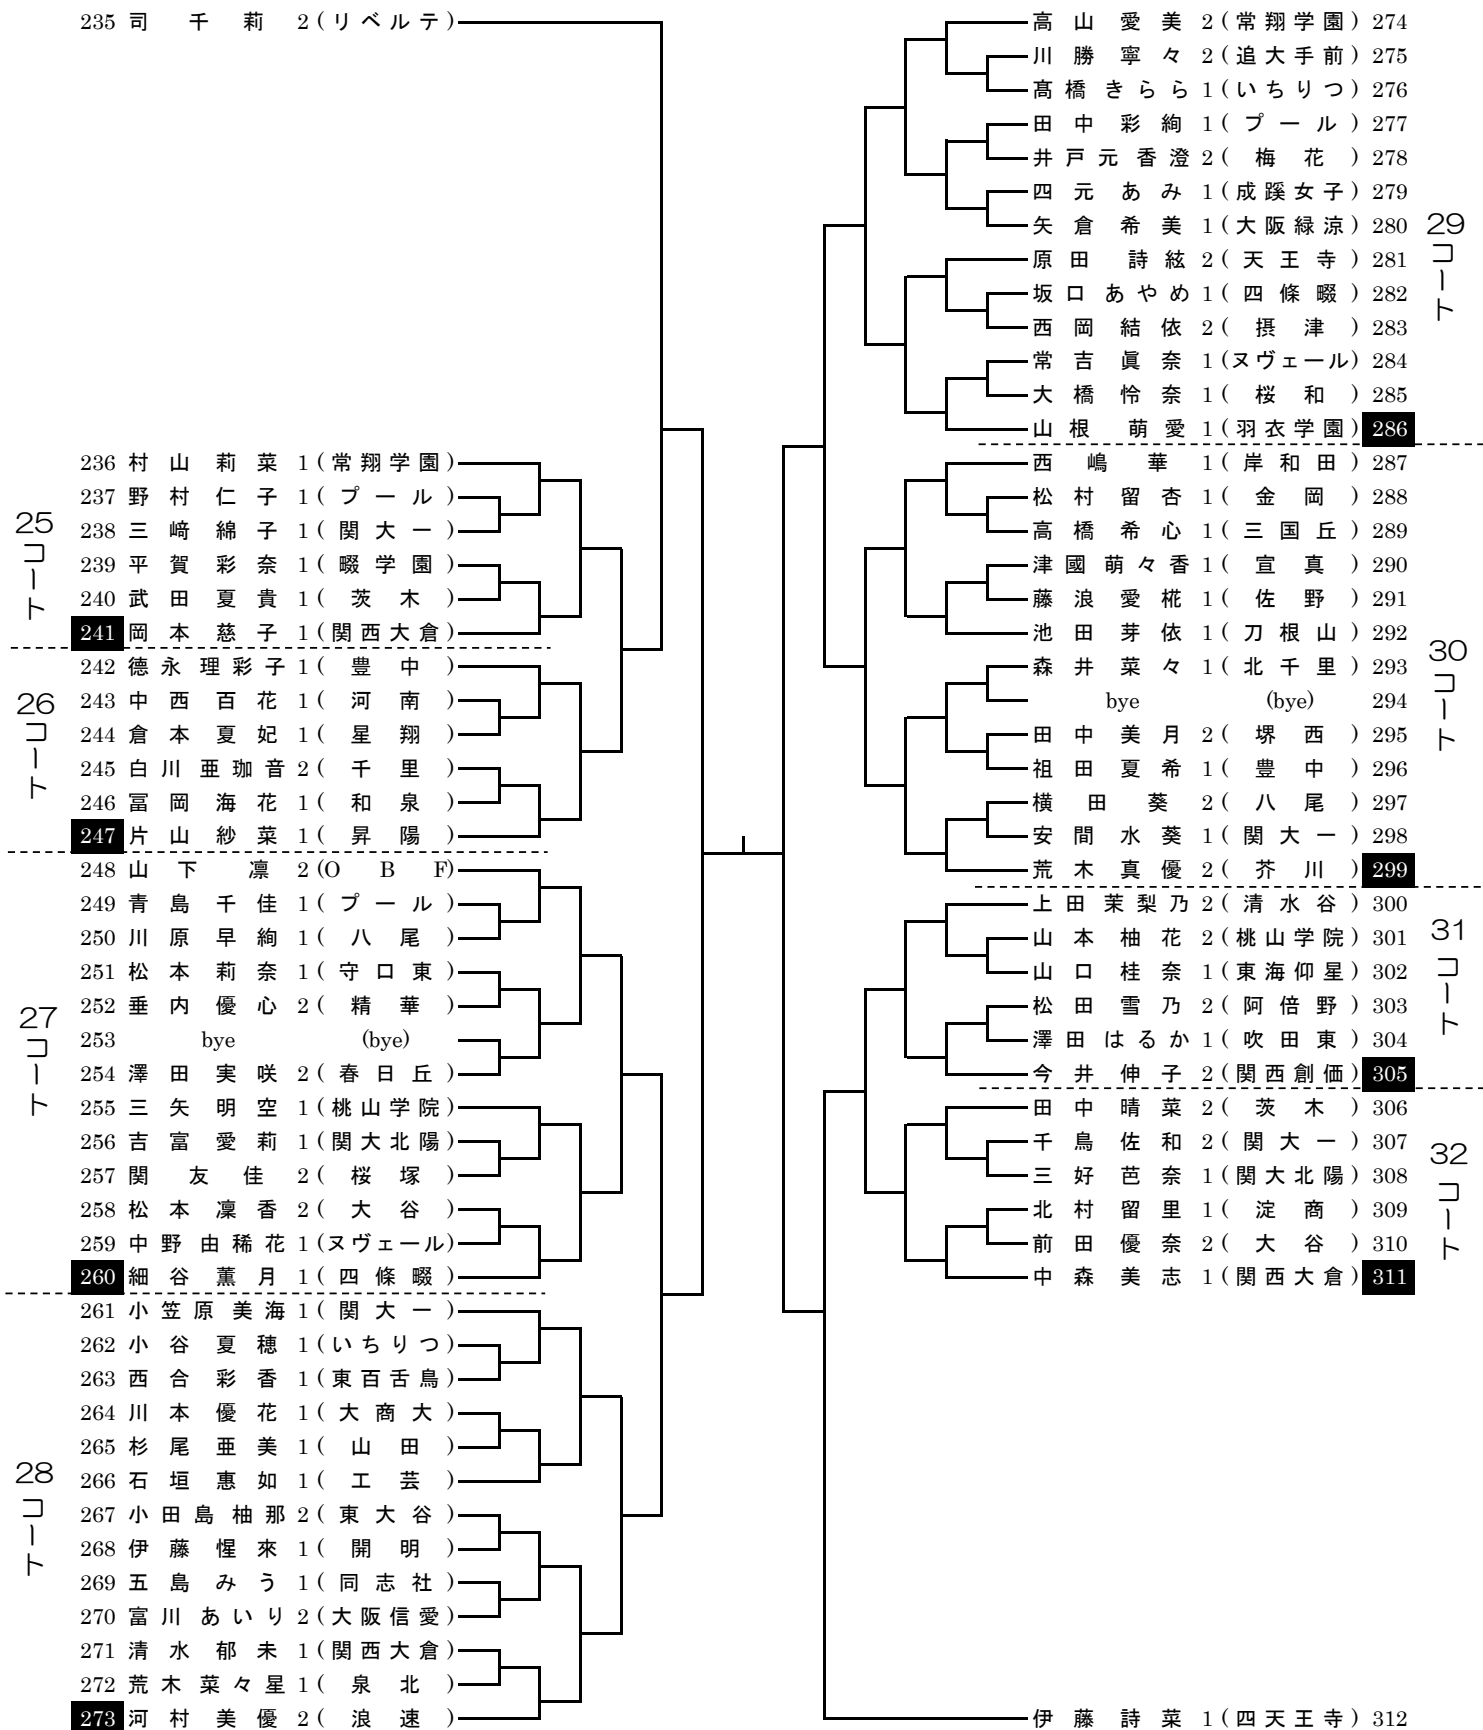 235 司千莉 2 (リベルテ)
25コート
236 村山莉菜 1 (常翔学園)
237 野村仁子 1 (プール)
238 三﨑綿子 1 (関大一)
239 平賀彩奈 1 (畷学園)
240 武田夏貴 1 (茨木)
241 岡本慈子 1 (関西大倉)
26コート
242 德永理彩子 1 (豊中)
243 中西百花 1 (河南)
244 倉本夏妃 1 (星翔)
245 白川亜珈音 2 (千里)
246 冨岡海花 1 (和泉)
247 片山紗菜 1 (昇陽)
27コート
248 山下凛 2 (OBF)
249 青島千佳 1 (プール)
250 川原早絢 1 (八尾)
251 松本莉奈 1 (守口東)
252 垂内優心 2 (精華)
253 bye (bye)
254 澤田実咲 2 (春日丘)
255 三矢明空 1 (桃山学院)
256 吉富愛莉 1 (関大北陽)
257 関友佳 2 (桜塚)
258 松本凜香 2 (大谷)
259 中野由稀花 1 (ヌヴェール)
260 細谷薫月 1 (四條畷)
28コート
261 小笠原美海 1 (関大一)
262 小谷夏穂 1 (いちりつ)
263 西合彩香 1 (東百舌鳥)
264 川本優花 1 (大商大)
265 杉尾亜美 1 (山田)
266 石垣惠如 1 (工芸)
267 小田島柚那 2 (東大谷)
268 伊藤惺來 1 (開明)
269 五島みう 1 (同志社)
270 富川あいり 2 (大阪信愛)
271 清水郁未 1 (関西大倉)
272 荒木菜々星 1 (泉北)
273 河村美優 2 (浪速)
29コート
高山愛美 2 (常翔学園) 274
川勝寧々 2 (追大手前) 275
髙橋きらら 1 (いちりつ) 276
田中彩絢 1 (プール) 277
井戸元香澄 2 (梅花) 278
四元あみ 1 (成蹊女子) 279
矢倉希美 1 (大阪緑涼) 280
原田詩絃 2 (天王寺) 281
坂口あやめ 1 (四條畷) 282
西岡結依 2 (摂津) 283
常吉眞奈 1 (ヌヴェール) 284
大橋怜奈 1 (桜和) 285
山根萌愛 1 (羽衣学園) 286
30コート
西嶋華 1 (岸和田) 287
松村留杏 1 (金岡) 288
高橋希心 1 (三国丘) 289
津國萌々香 1 (宣真) 290
藤浪愛椛 1 (佐野) 291
池田芽依 1 (刀根山) 292
森井菜々 1 (北千里) 293
bye (bye) 294
田中美月 2 (堺西) 295
祖田夏希 1 (豊中) 296
横田葵 2 (八尾) 297
安間水葵 1 (関大一) 298
荒木真優 2 (芥川) 299
31コート
上田茉梨乃 2 (清水谷) 300
山本柚花 2 (桃山学院) 301
山口桂奈 1 (東海仰星) 302
松田雪乃 2 (阿倍野) 303
澤田はるか 1 (吹田東) 304
今井伸子 2 (関西創価) 305
32コート
田中晴菜 2 (茨木) 306
千鳥佐和 2 (関大一) 307
三好芭奈 1 (関大北陽) 308
北村留里 1 (淀商) 309
前田優奈 2 (大谷) 310
中森美志 1 (関西大倉) 311
伊藤詩菜 1 (四天王寺) 312